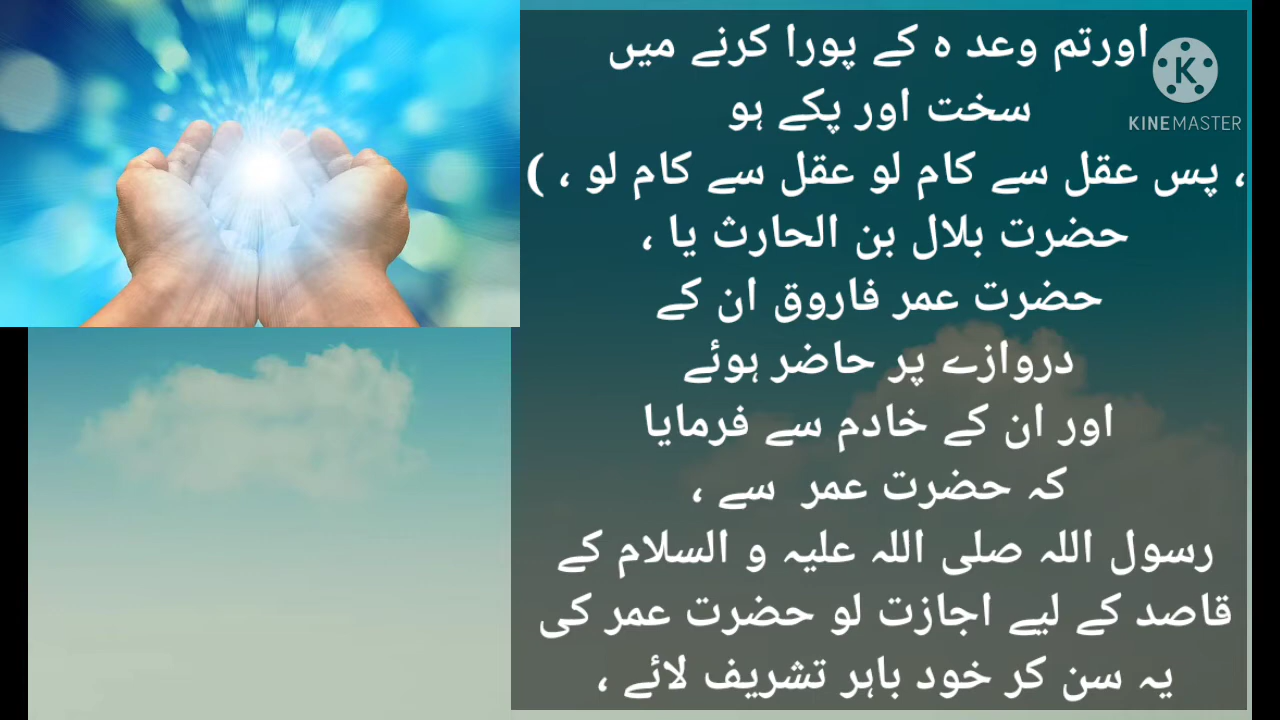 اورتم وعد ہ کے پورا کرنے میں
سخت اور پکے ہو
، پس عقل سے کام لو عقل سے کام لو ، )
حضرت بلال بن الحارث یا ،
حضرت عمر فاروق ان کے
دروازے پر حاضر ہوئے
اور ان کے خادم سے فرمایا
کہ حضرت عمر سے ،
رسول اللہ صلی اللہ علیہ و السلام کے
قاصد کے لیے اجازت لو حضرت عمر کی
یہ سن کر خود باہر تشریف لائے ،
KINEMASTER